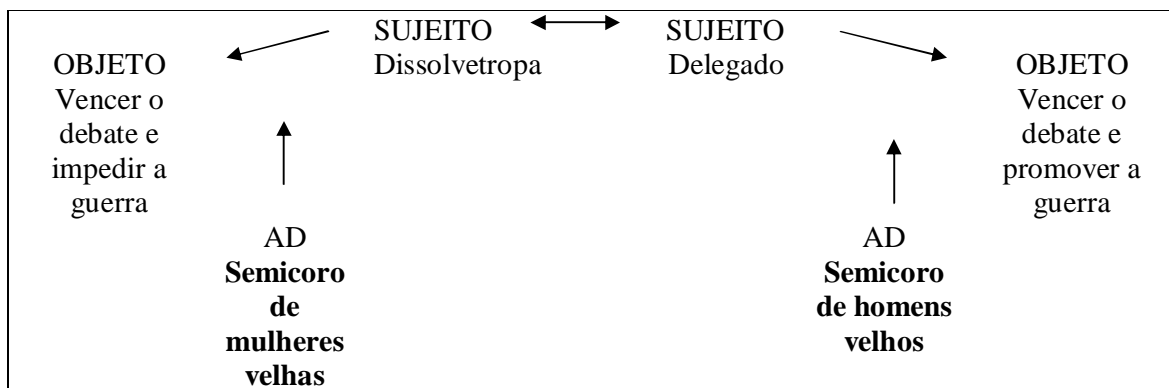 SUJEITO
Dissolvetropa
SUJEITO
Delegado
OBJETO
Vencer o
debate e
impedir a
guerra
OBJETO
Vencer o
debate e
promover a
guerra
AD
Semicoro
de
mulheres
velhas
AD
Semicoro
de homens
velhos